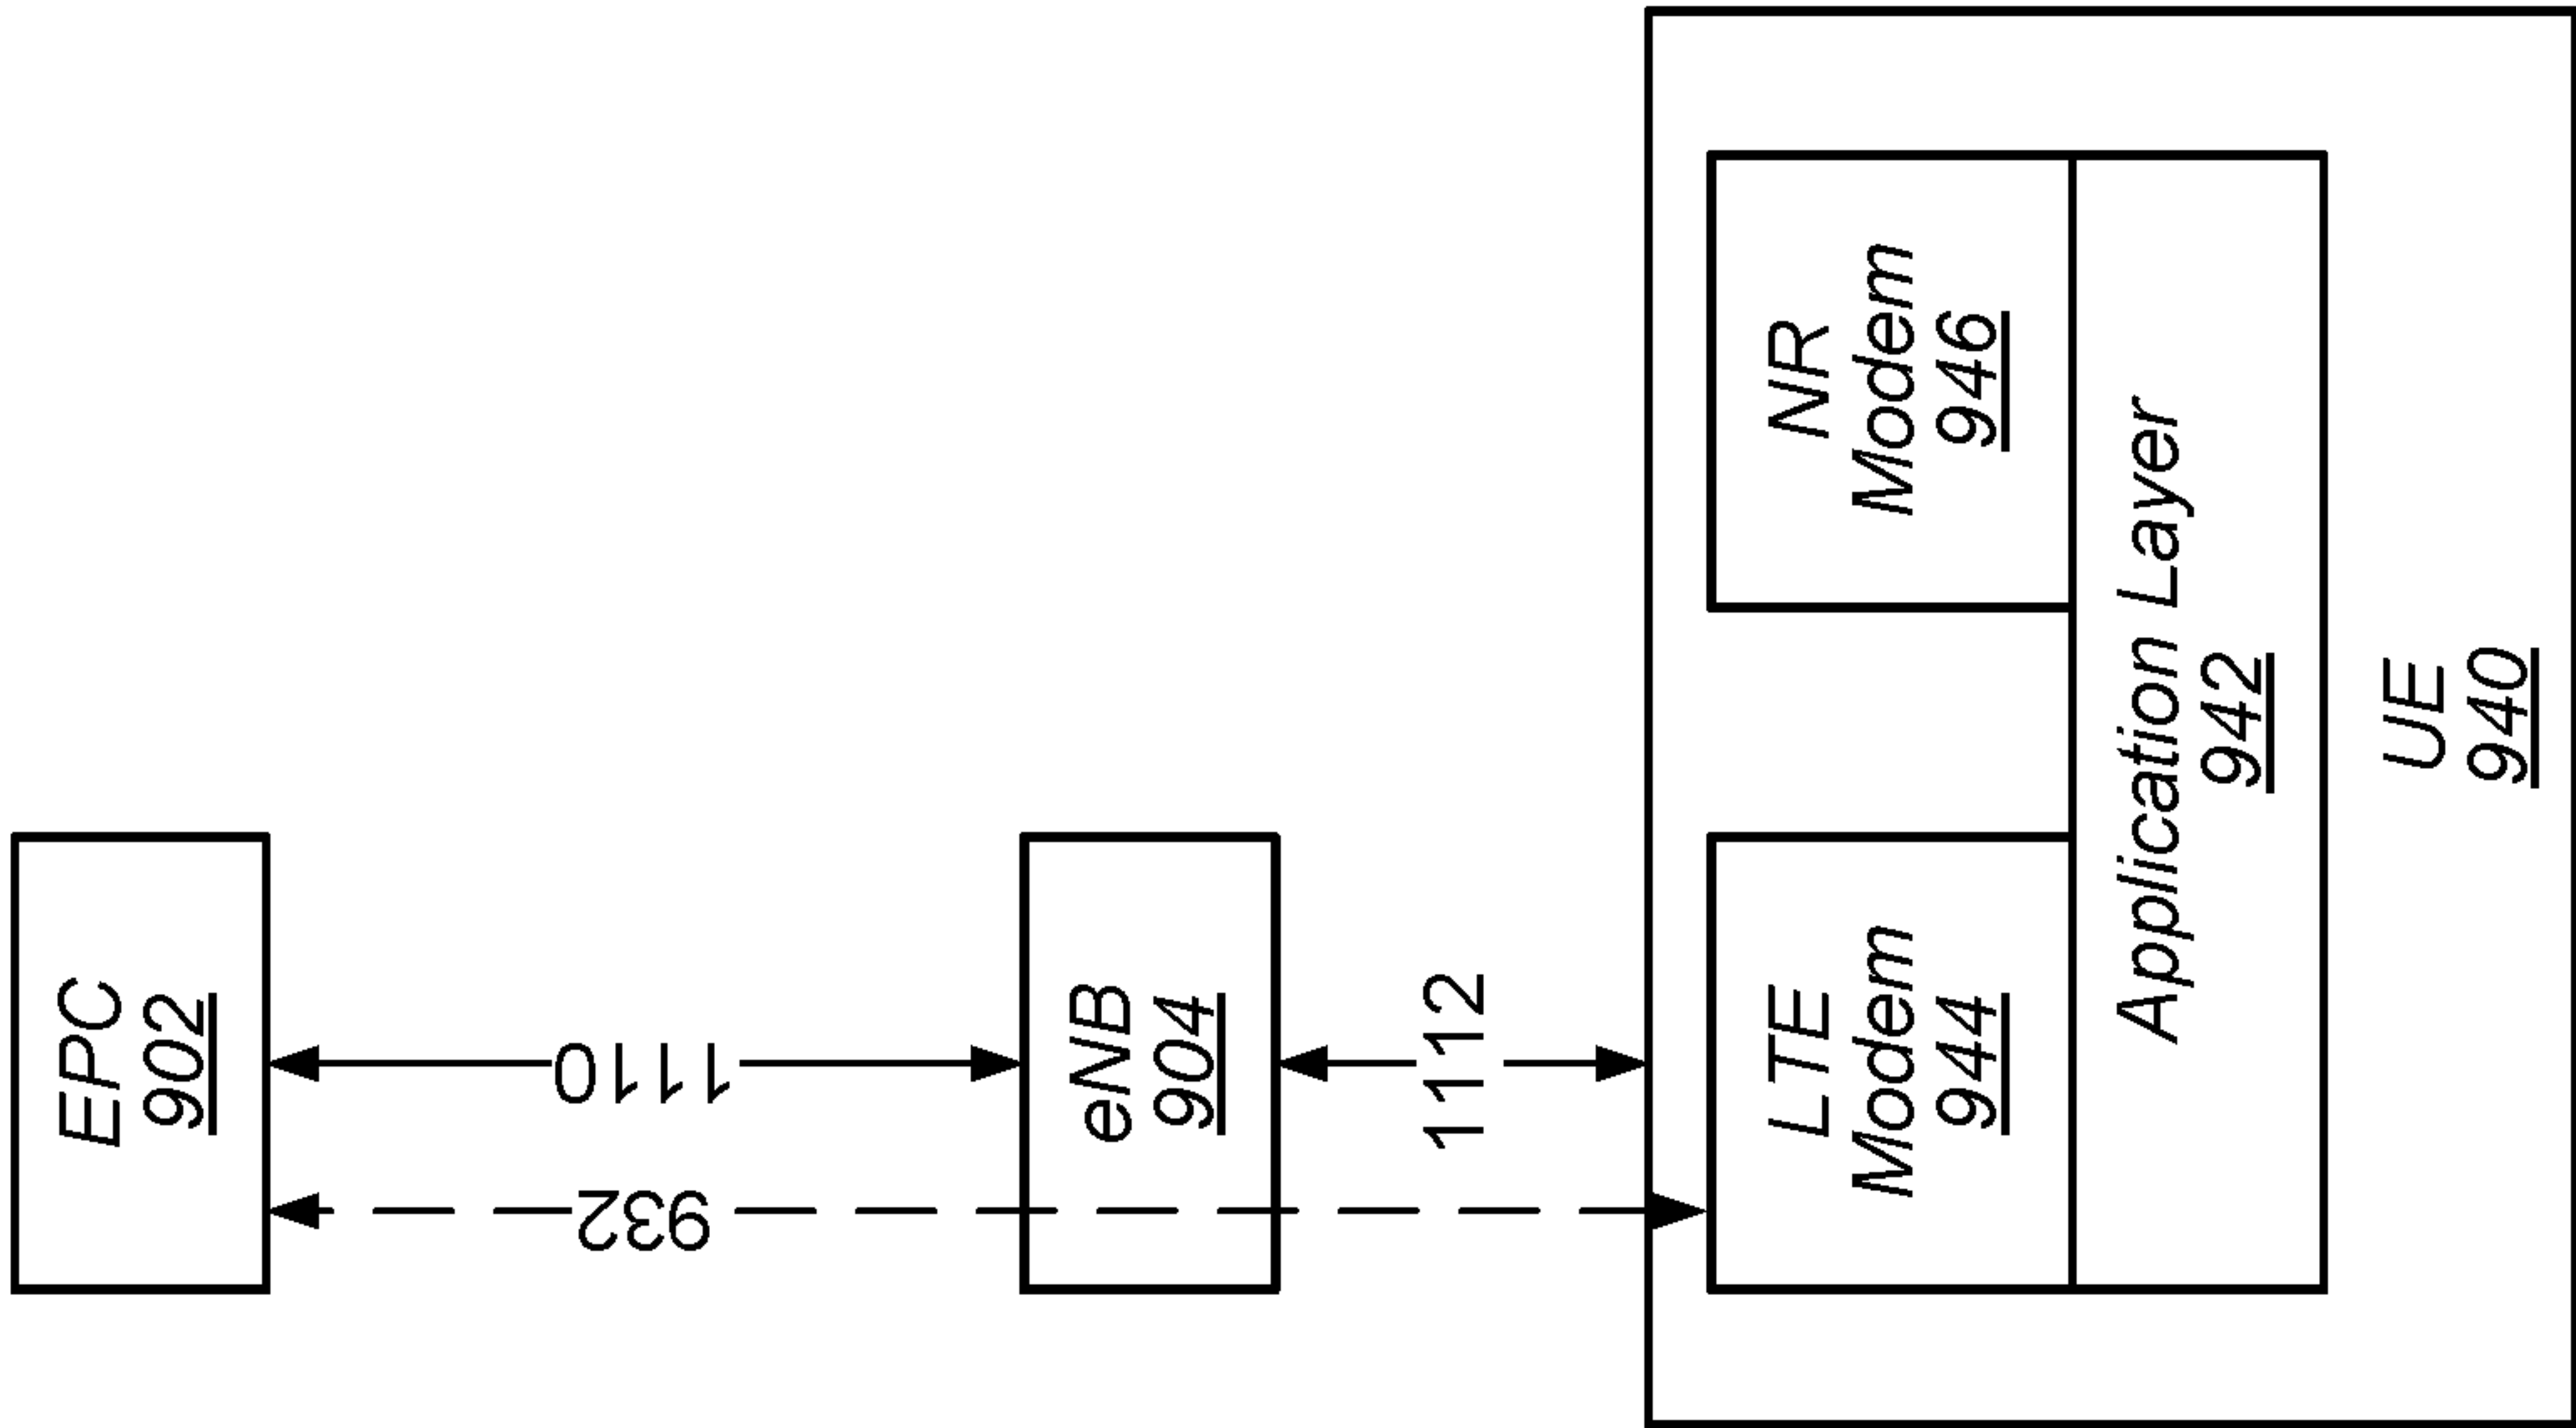 EPC
902
1110
932
eNB
904
1112
LTE
Modem
944
NR
Modem
946
Application Layer
942
UE
940